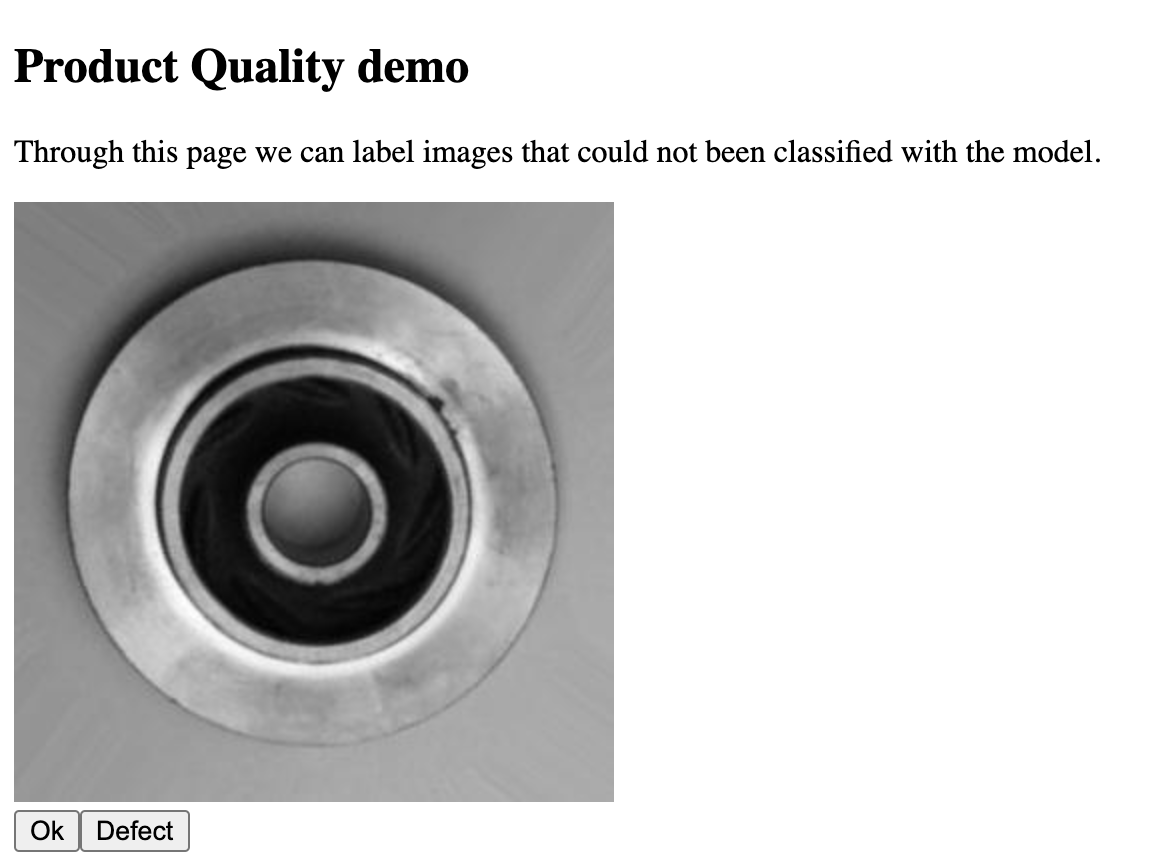 Product Quality demo
Through this page we can label images that could not been classified with the model.
Ok
Defect